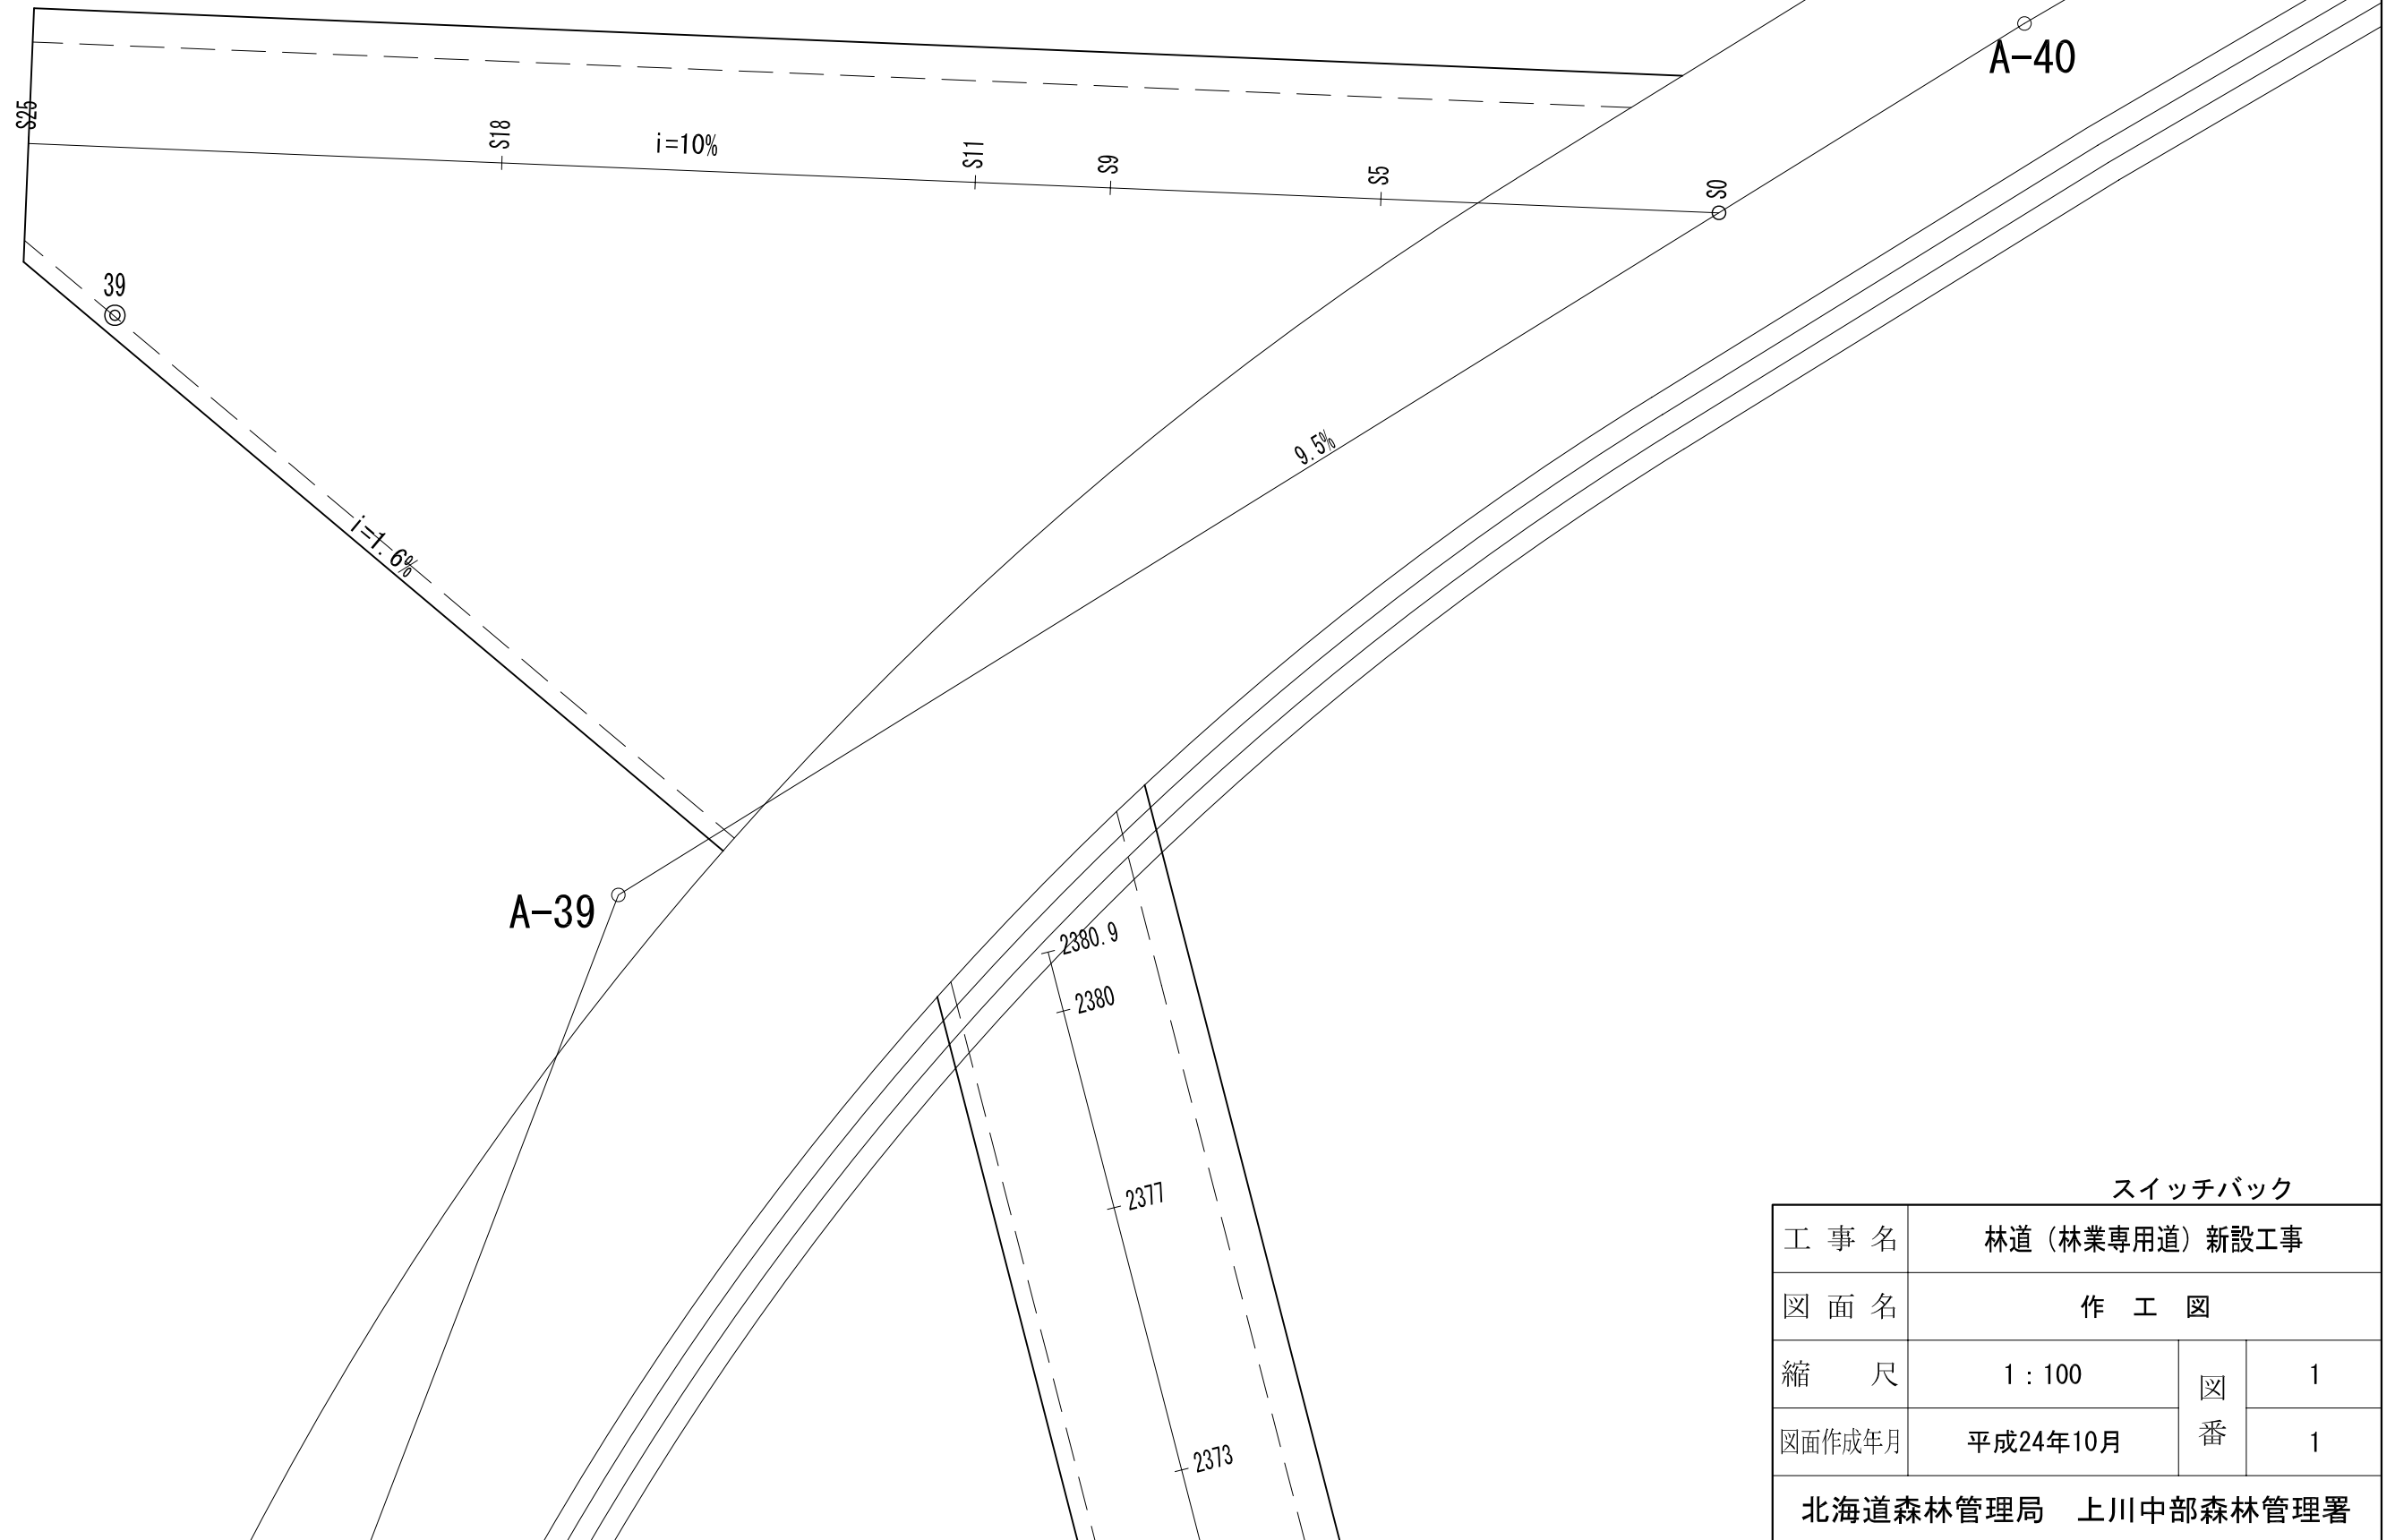 A-40
S25
S18
i=10%
S11
S9
S5
S0
39
9.5%
i=1.6%
A-39
2380.9
2380
2377
2373
スイッチバック
工事名 林道（林業専用道）新設工事
図面名 作工図
縮尺 1：100 図番 1
図面作成年月 平成24年10月 1
北海道森林管理局 上川中部森林管理署